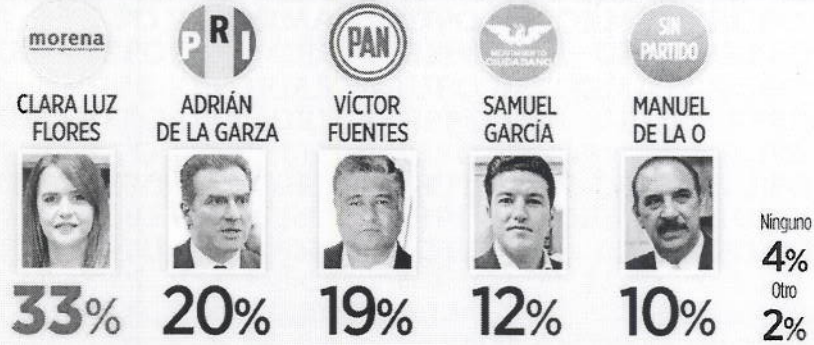 morena
PRI
PAN
MOVIMIENTO
CIUDADANO
SIN
PARTIDO
CLARA LUZ
FLORES
ADRIÁN
DE LA GARZA
VÍCTOR
FUENTES
SAMUEL
GARCÍA
MANUEL
DE LA O
33%
20%
19%
12%
10%
Ninguno
4%
Otro
2%